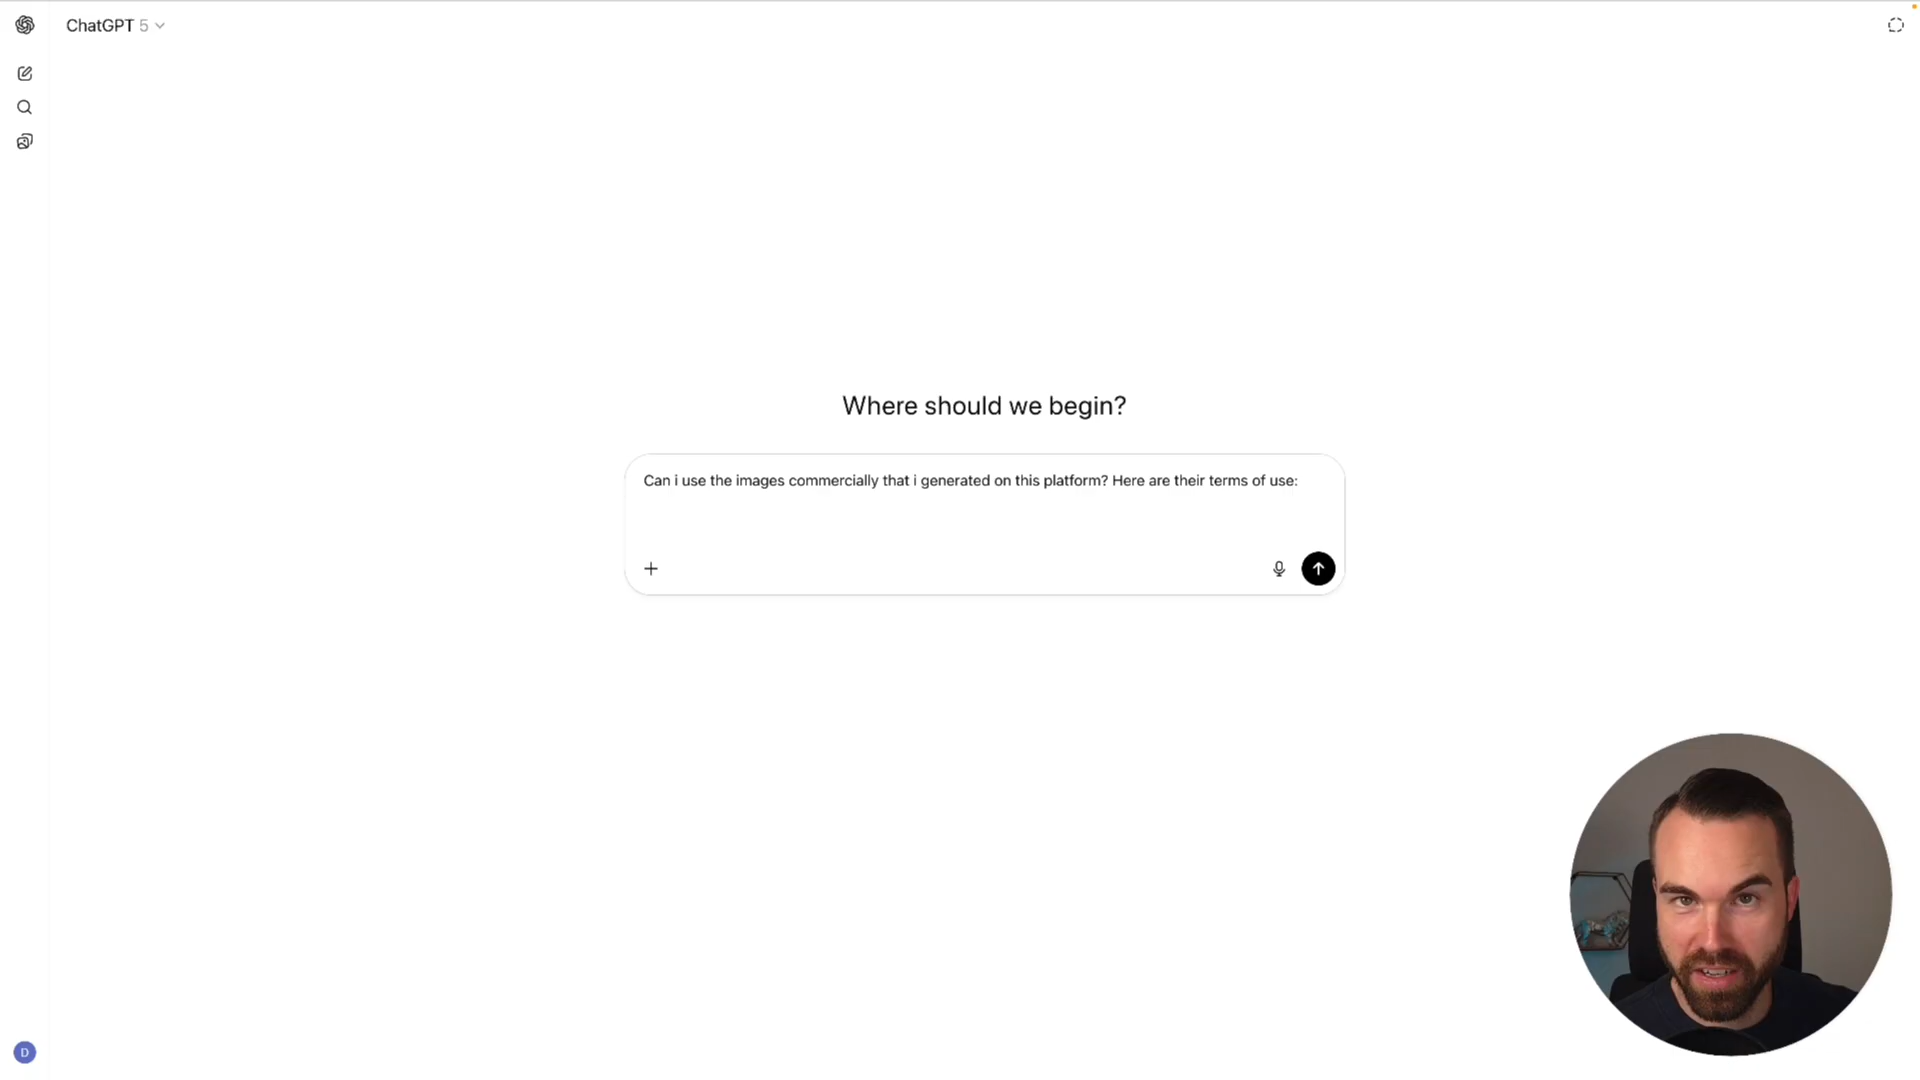 ChatGPT 5
Where should we begin?
Can i use the images commercially that i generated on this platform? Here are their terms of use:
D